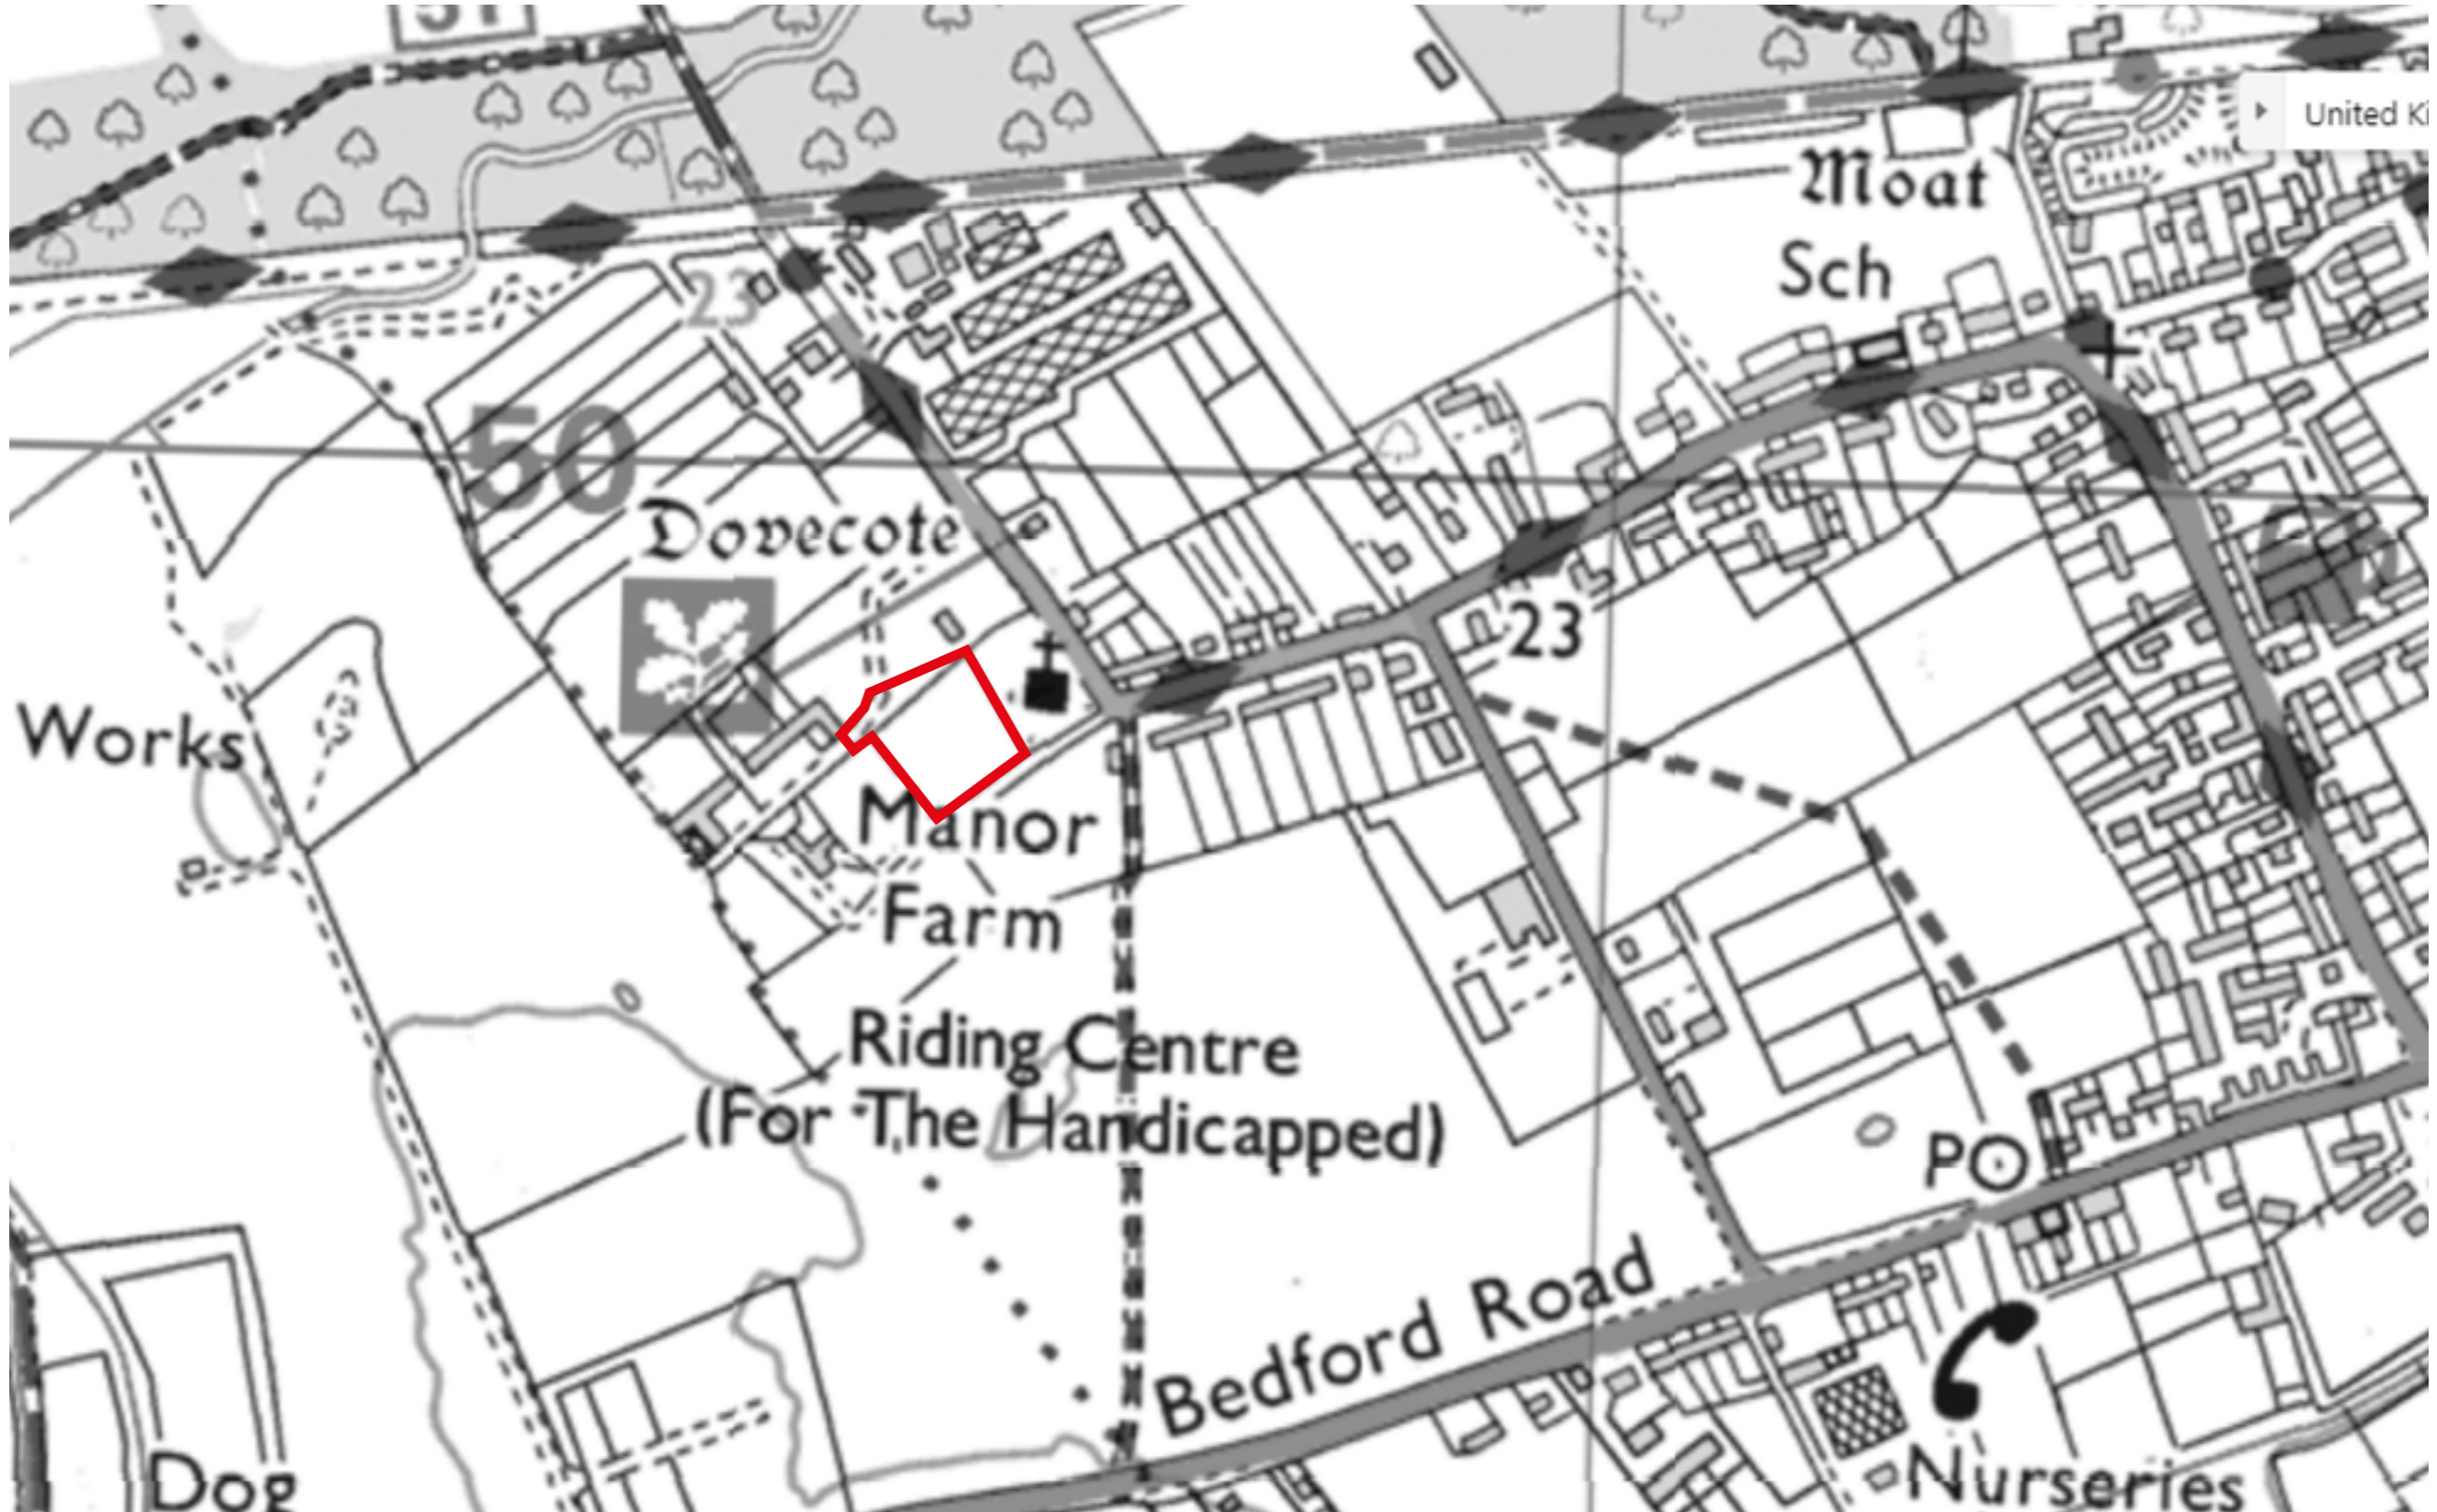 United Ki
Moat
Sch
23
50
Dovecote
23
Works
Manor
Farm
Riding Centre
(For The Handicapped)
PO
Bedford Road
Dog
Nurseries